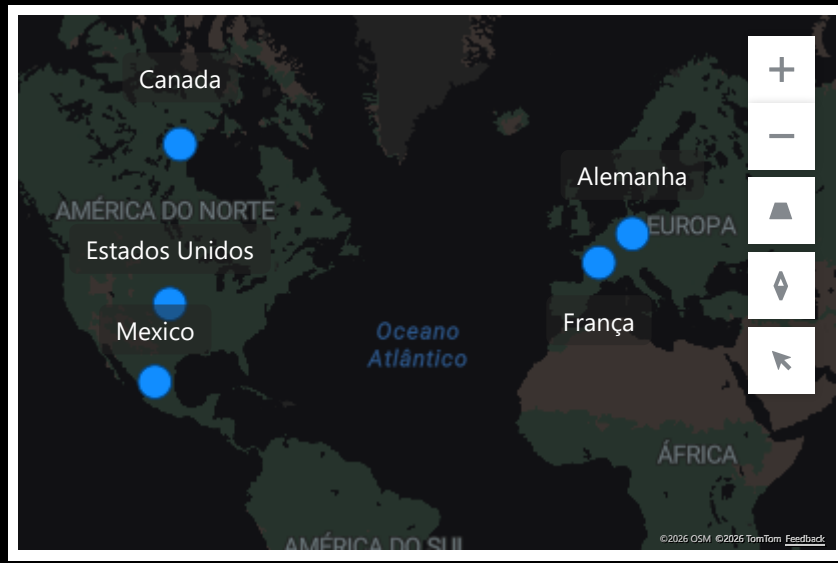 Canada
Alemanha
AMÉRICA DO NORTE
EUROPA
Estados Unidos
França
Mexico
Oceano
Atlântico
ÁFRICA
AMÉRICA DO SUL
©2026 OSM ©2026 TomTom Feedback